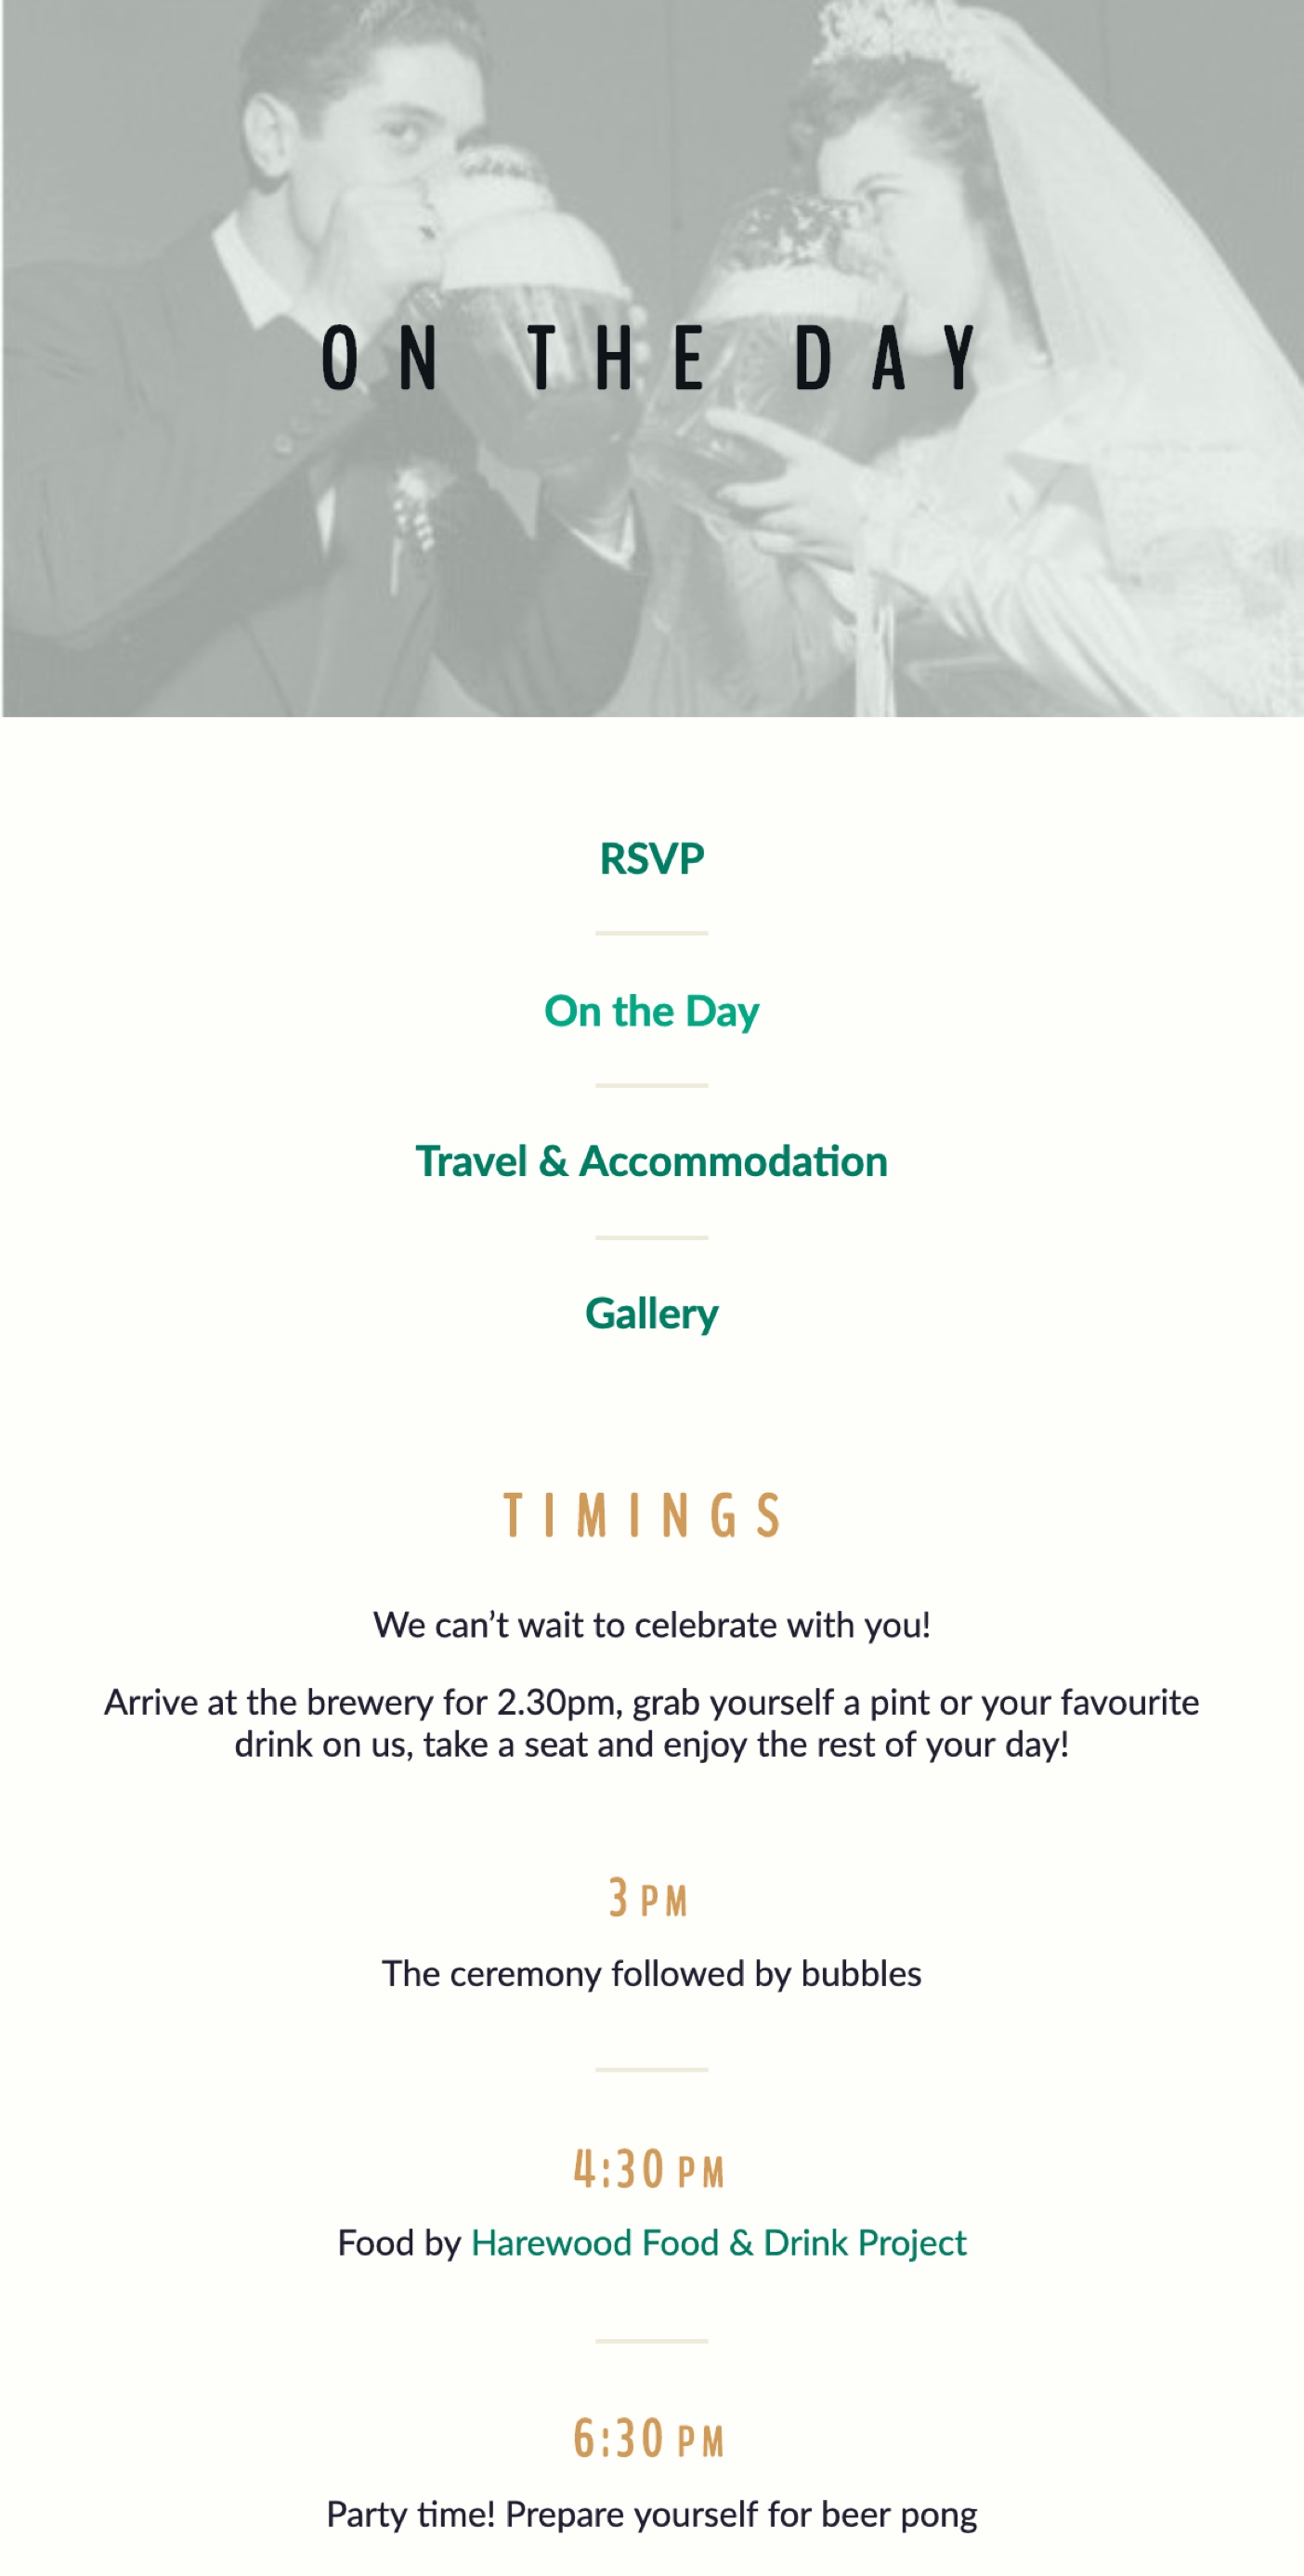 ON THE DAY
RSVP
On the Day
Travel & Accommodation
Gallery
TIMINGS
We can’t wait to celebrate with you!
Arrive at the brewery for 2.30pm, grab yourself a pint or your favourite
drink on us, take a seat and enjoy the rest of your day!
3 PM
The ceremony followed by bubbles
4:30 PM
Food by Harewood Food & Drink Project
6:30 PM
Party time! Prepare yourself for beer pong